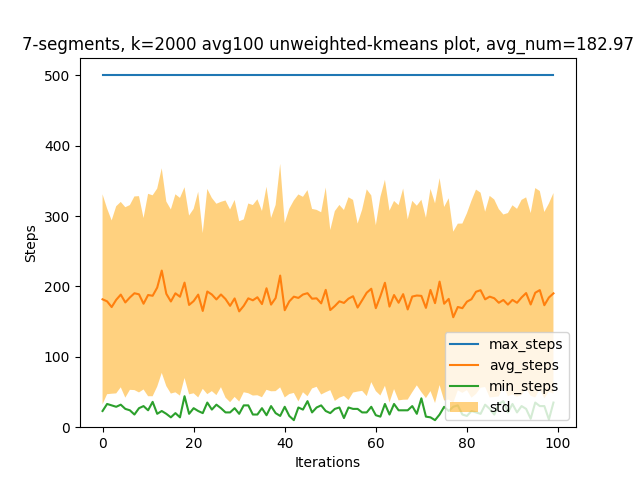 7-segments, k=2000 avg100 unweighted-kmeans plot, avg_num=182.97
500
400
300
200
100
0
Steps
max_steps
avg_steps
min_steps
std
0
20
40
60
80
100
Iterations